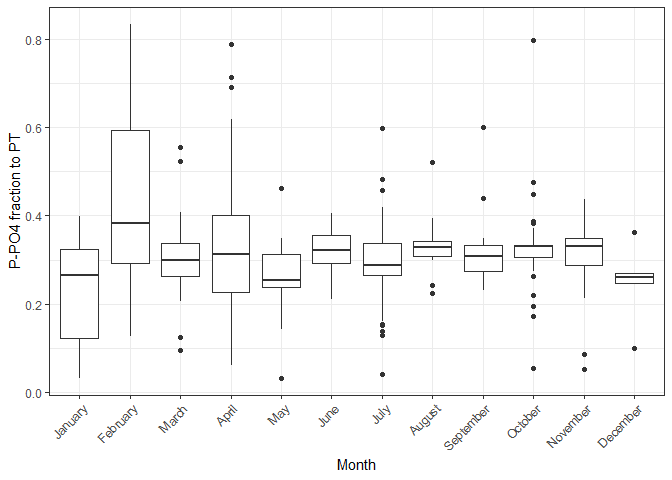 P-PO4 fraction to PT
0.8
0.6
0.4
0.2
0.0
January
February
March
April
May
June
July
August
September
October
November
December
Month